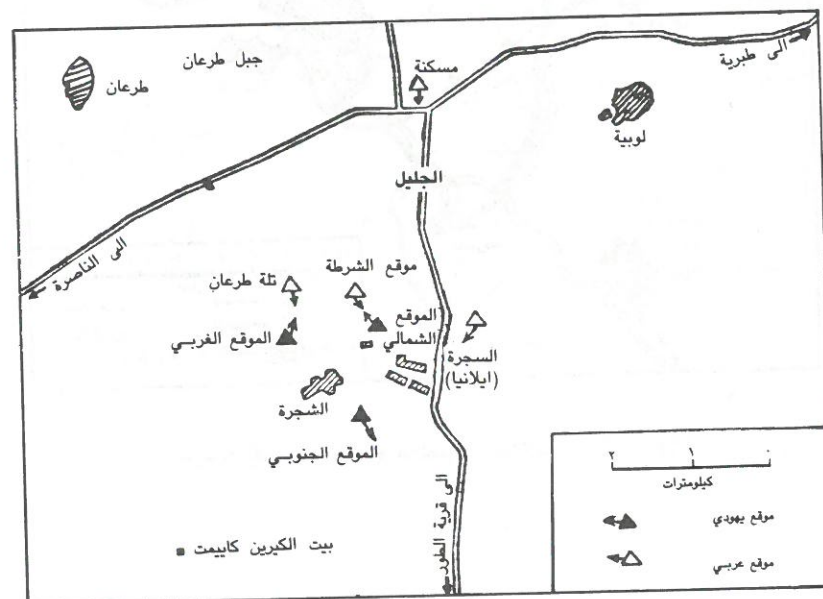 الى طبرية
جبل طرعان
طرعان
مسكنة
لوبية
الجليل
الى الناصرة
موقع الشرطة
تلة طرعان
الموقع
الشمالي
الموقع الغربي
السجرة
(ايلانيا)
الشجرة
الموقع الجنوبي
الى قرية الطور
بيت الكيرين كاييمت
٢ ١ ٠
كيلومترات
موقع يهودي
موقع عربي